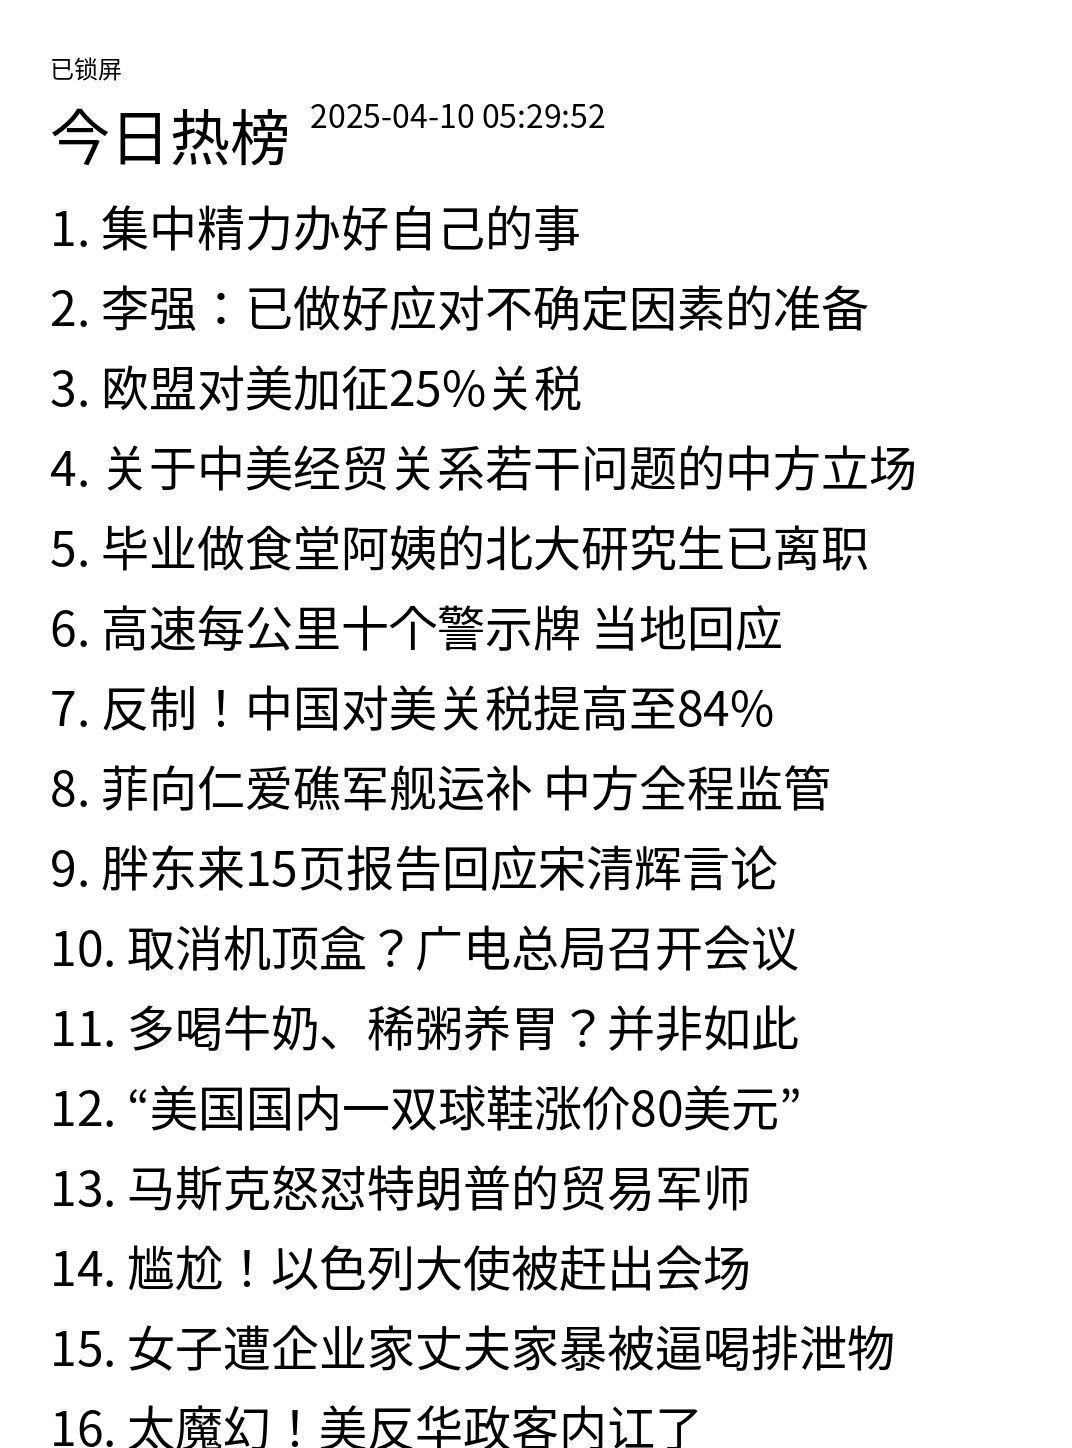 已锁屏
今日热榜 2025-04-10 05:29:52
1. 集中精力办好自己的事
2. 李强：已做好应对不确定因素的准备
3. 欧盟对美加征25%关税
4. 关于中美经贸关系若干问题的中方立场
5. 毕业做食堂阿姨的北大研究生已离职
6. 高速每公里十个警示牌 当地回应
7. 反制！中国对美关税提高至84%
8. 菲向仁爱礁军舰运补 中方全程监管
9. 胖东来15页报告回应宋清辉言论
10. 取消机顶盒？广电总局召开会议
11. 多喝牛奶、稀粥养胃？并非如此
12. “美国国内一双球鞋涨价80美元”
13. 马斯克怒怼特朗普的贸易军师
14. 尴尬！以色列大使被赶出会场
15. 女子遭企业家丈夫家暴被逼喝排泄物
16. 太魔幻！美反华政客内讧了